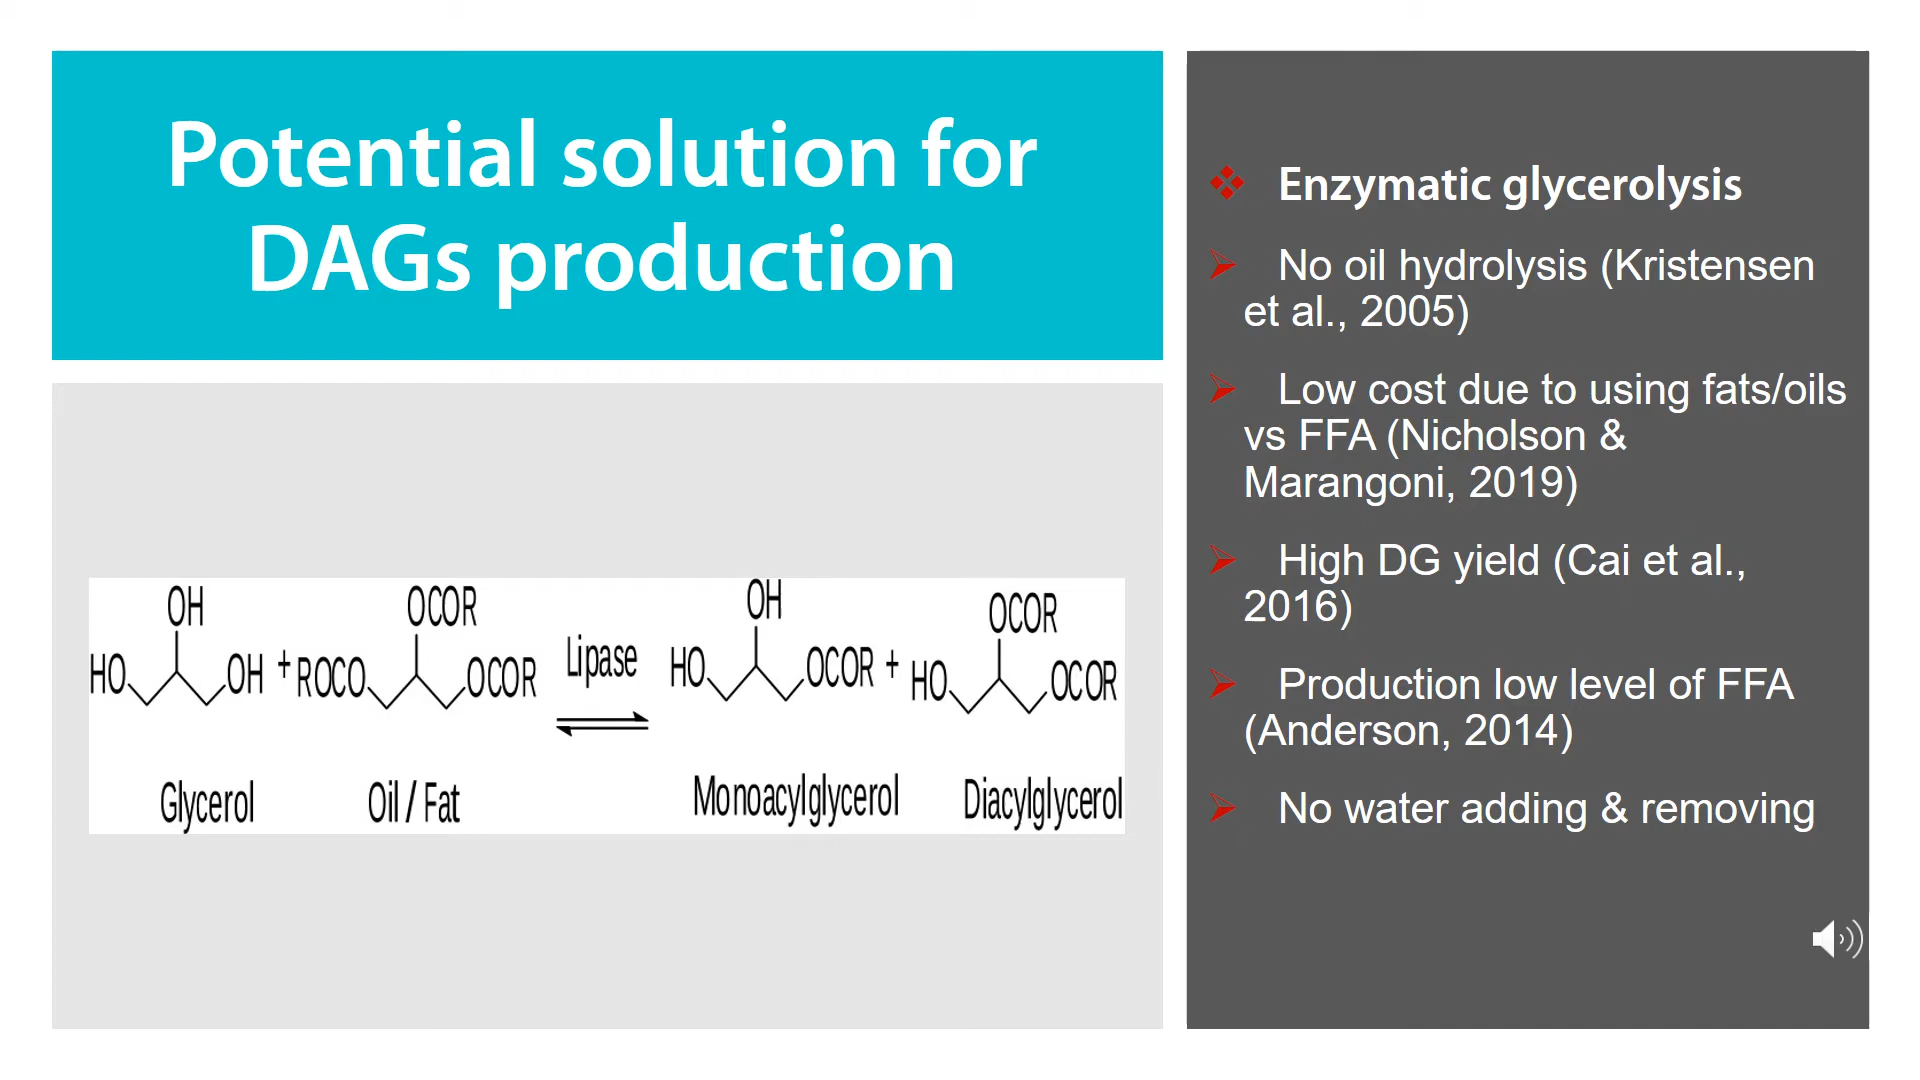 Potential solution for
DAGs production
OH
HO
OH
+
OCOR
ROCO
OCOR
Lipase
OH
HO
OCOR
+
OCOR
HO
OCOR
Glycerol
Oil / Fat
Monoacylglycerol
Diacylglycerol
Enzymatic glycerolysis
No oil hydrolysis (Kristensen
et al., 2005)
Low cost due to using fats/oils
vs FFA (Nicholson &
Marangoni, 2019)
High DG yield (Cai et al.,
2016)
Production low level of FFA
(Anderson, 2014)
No water adding & removing